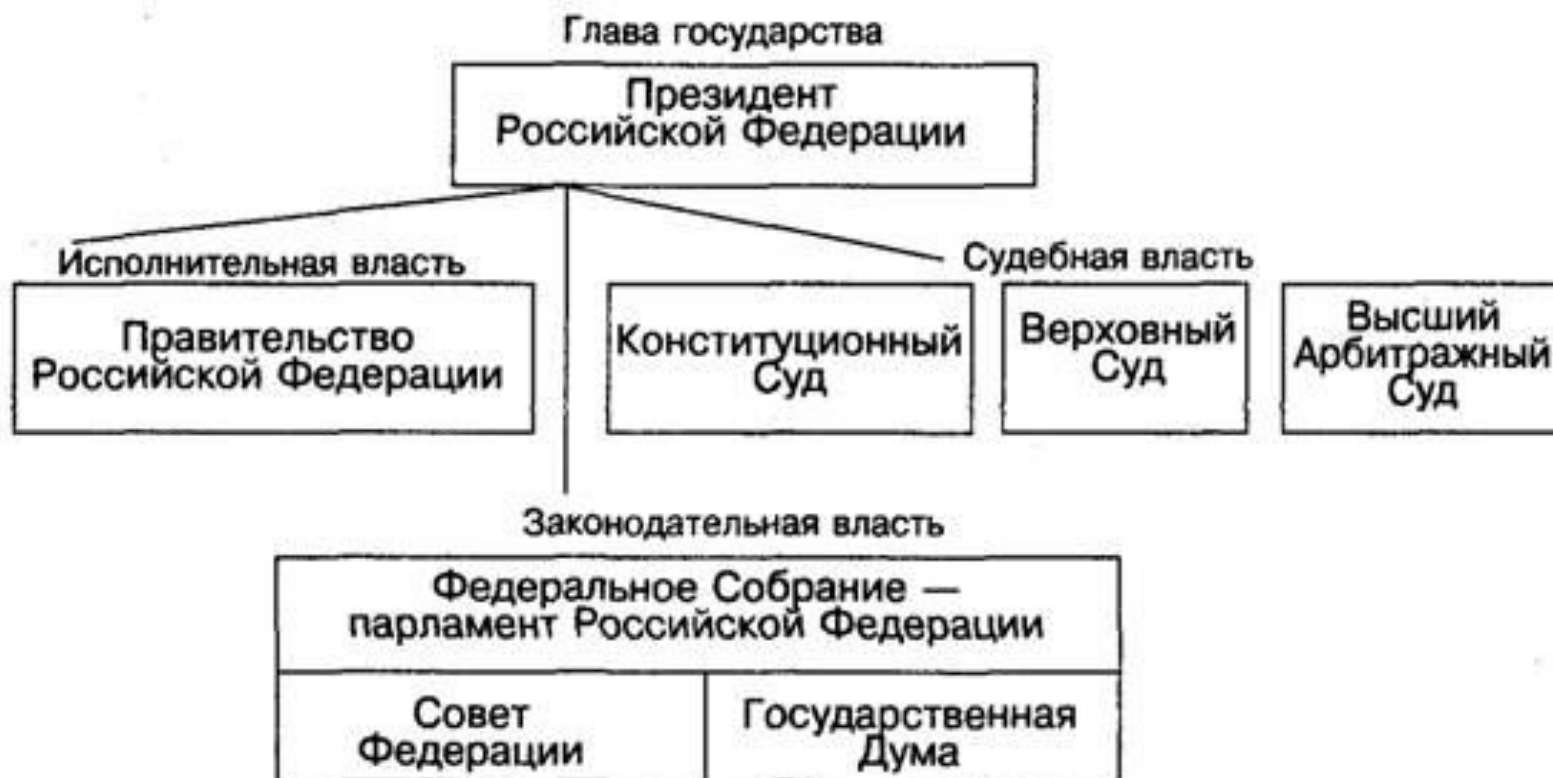 Глава государства
Президент
Российской Федерации
Исполнительная власть
Правительство
Российской Федерации
Судебная власть
Конституционный
Суд
Верховный
Суд
Высший
Арбитражный
Суд
Законодательная власть
Федеральное Собрание —
парламент Российской Федерации
Совет
Федерации
Государственная
Дума